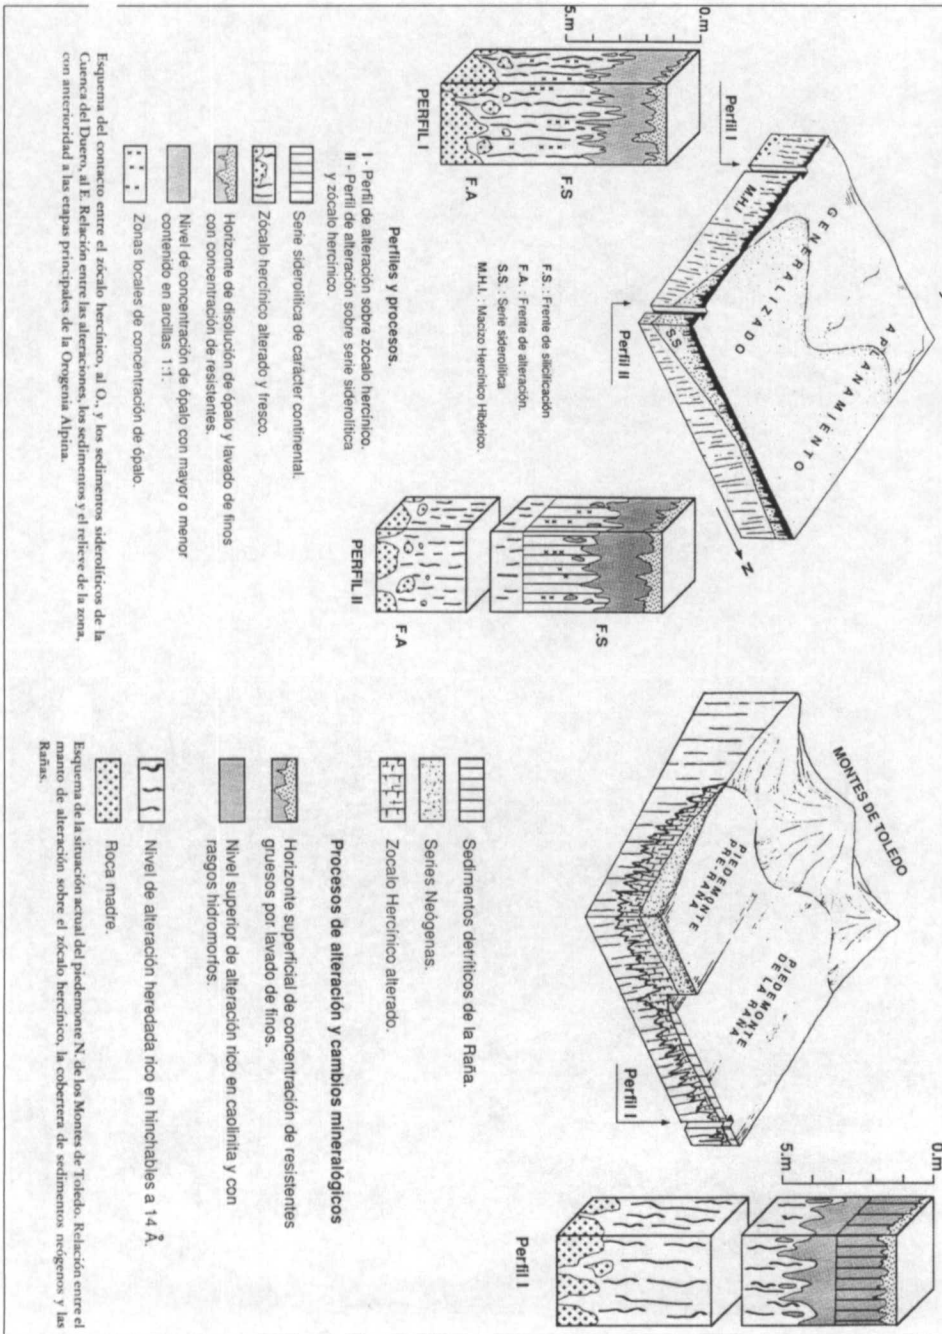 0.m
5.m
Perfil I
M.H.I.
GENERALIZADO
APLANAMIENTO
S.S
Perfil II
N
F.S
F.A
PERFIL I
F.S
F.A
PERFIL II
F.S. : Frente de silicificación
F.A. : Frente de alteración.
S.S. : Serie siderolítica
M.H.I. : Macizo Hercínico Hibérico.
Perfiles y procesos.
I - Perfil de alteración sobre zócalo hercínico.
II - Perfil de alteración sobre serie siderolítica
y zócalo hercínico
Serie siderolítica de carácter continental.
Zócalo hercínico alterado y fresco.
Horizonte de disolución de ópalo y lavado de finos
con concentración de resistentes.
Nivel de concentración de ópalo con mayor o menor
contenido en arcillas 1:1.
Zonas locales de concentración de ópalo.
Esquema del contacto entre el zócalo hercínico, al O., y los sedimentos siderolíticos de la
Cuenca del Duero, al E. Relación entre las alteraciones, los sedimentos y el relieve de la zona,
con anterioridad a las etapas principales de la Orogenia Alpina.
MONTES DE TOLEDO
PIEDEMONTE
PRE-RAÑA
PIEDEMONTE
DE LA RAÑA
Perfil I
0.m
5.m
Perfil I
Sedimentos detríticos de la Raña.
Series Neógenas.
Zócalo Hercínico alterado.
Procesos de alteración y cambios mineralógicos
Horizonte superficial de concentración de resistentes
gruesos por lavado de finos.
Nivel superior de alteración rico en caolinita y con
rasgos hidromorfos.
Nivel de alteración heredada rico en hinchables a 14 Å.
Roca madre.
Esquema de la situación actual del piedemonte N. de los Montes de Toledo. Relación entre el
manto de alteración sobre el zócalo hercínico, la cobertera de sedimentos neógenos y las
Rañas.